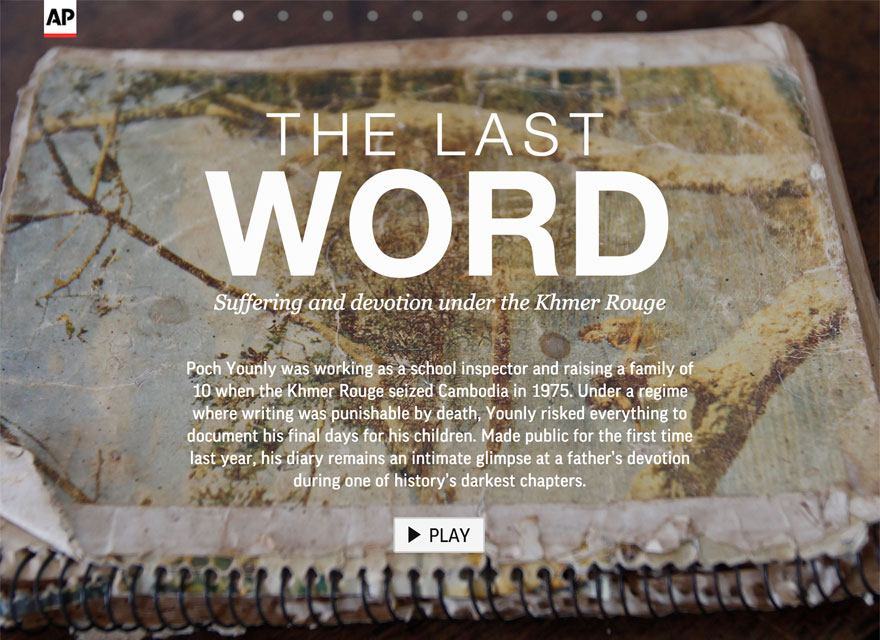 AP
THE LAST
WORD
Suffering and devotion under the Khmer Rouge
Poch Younly was working as a school inspector and raising a family of
10 when the Khmer Rouge seized Cambodia in 1975. Under a regime
where writing was punishable by death, Younly risked everything to
document his final days for his children. Made public for the first time
last year, his diary remains an intimate glimpse at a father’s devotion
during one of history’s darkest chapters.
PLAY